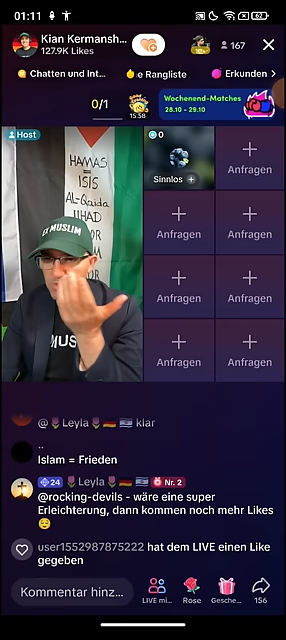 01:11
62
Kian Kermansh...
127.9K Likes
167
Chatten und Int...
e Rangliste
Erkunden
0/1
15:38
Wochenend-Matches
28.10 - 29.10
Host
HAMAS
=
ISIS
Al-Qaida
JIHAD
EX MUSLIM
MUS
0
Sinnlos
Anfragen
Anfragen
Anfragen
Anfragen
Anfragen
Anfragen
Anfragen
@🌷Leyla🌷🇩🇪🇮🇱 klar
..
Islam = Frieden
24 🌷Leyla🌷🇩🇪🇮🇱 Nr. 2
@rocking-devils - wäre eine super
Erleichterung, dann kommen noch mehr Likes
😌
user1552987875222 hat dem LIVE einen Like
gegeben
Kommentar hinz...
LIVE mi...
Rose
Gesche...
156